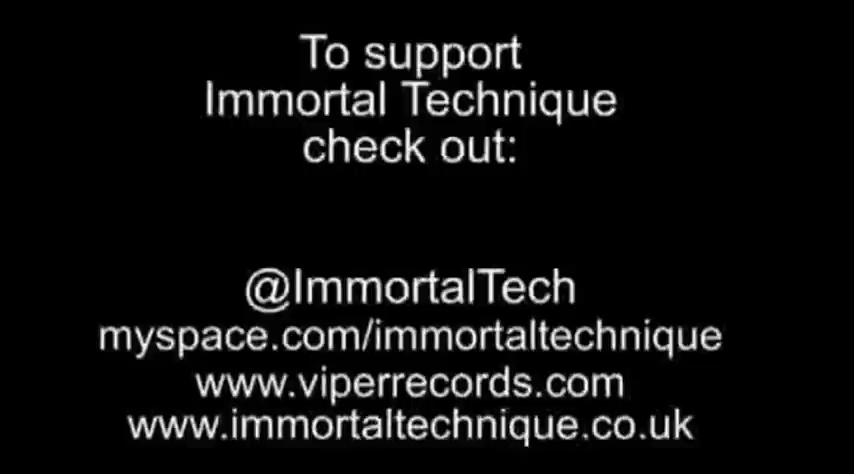 To support
Immortal Technique
check out:
@ImmortalTech
myspace.com/immortaltechnique
www.viperrecords.com
www.immortaltechnique.co.uk